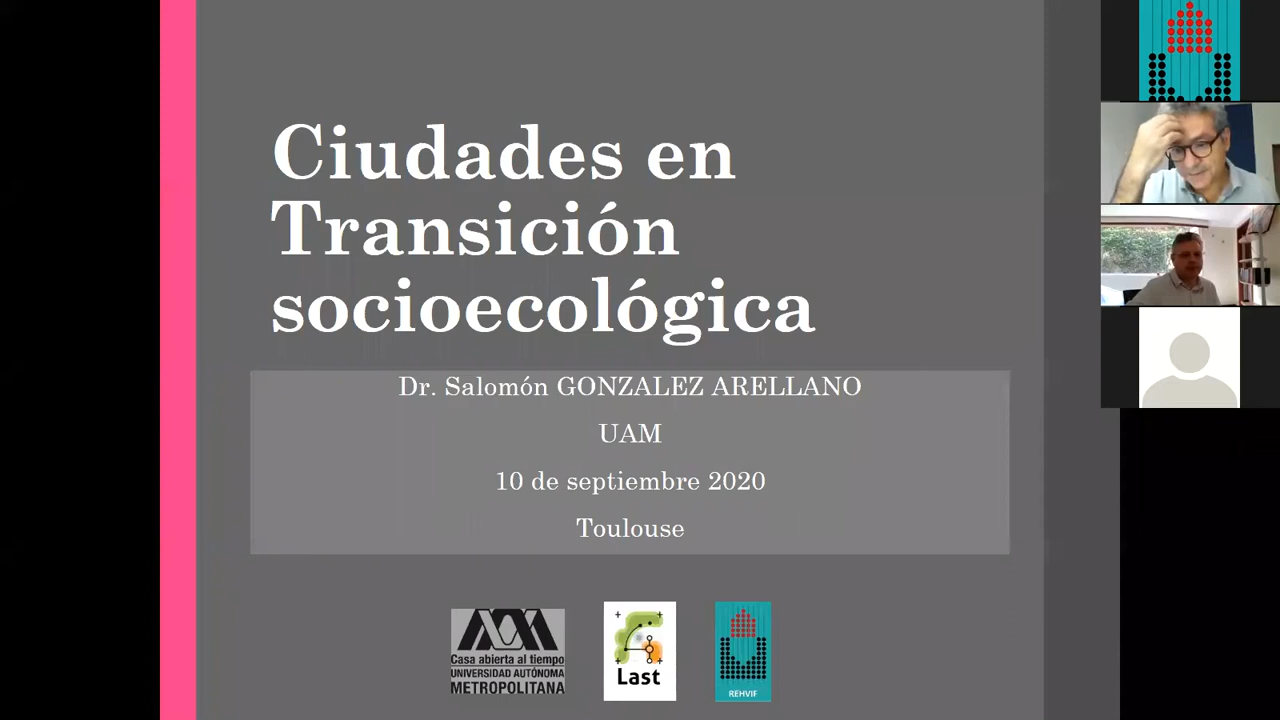 Ciudades en
Transición
socioecológica
Dr. Salomón GONZALEZ ARELLANO
UAM
10 de septiembre 2020
Toulouse
Casa abierta al tiempo
UNIVERSIDAD AUTÓNOMA
METROPOLITANA
Last
REHVIF